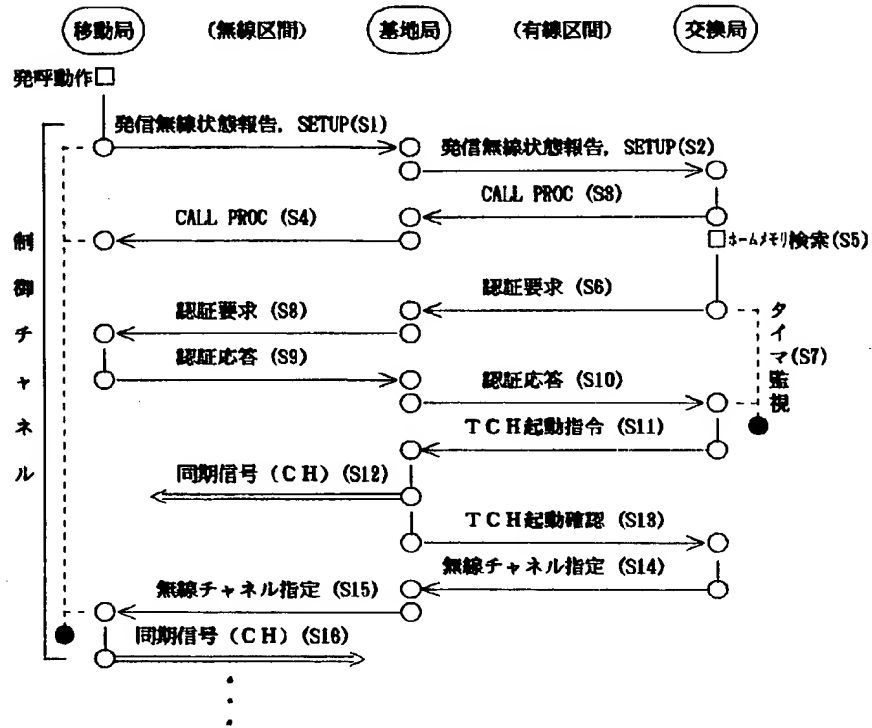 移動局 (無線区間) 基地局 (有線区間) 交換局
発呼動作
発信無線状態報告, SETUP(S1)
発信無線状態報告, SETUP(S2)
CALL PROC (S3)
CALL PROC (S4)
ホームメモリ検索(S5)
認証要求 (S6)
タイマ(S7)監視
認証要求 (S8)
認証応答 (S9)
認証応答 (S10)
TCH起動指令 (S11)
同期信号(CH) (S12)
TCH起動確認 (S13)
無線チャネル指定 (S14)
無線チャネル指定 (S15)
同期信号(CH) (S16)
制御チャネル